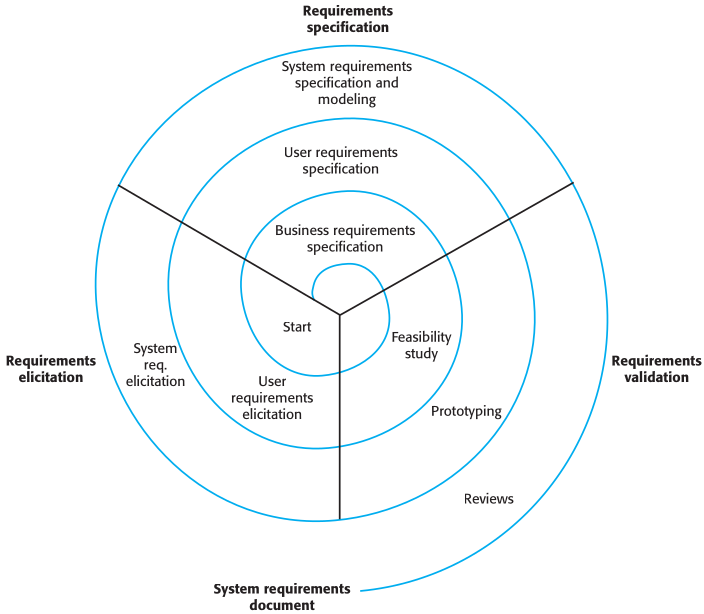 Requirements
specification
System requirements
specification and
modeling
User requirements
specification
Business requirements
specification
Start
Feasibility
study
System
req.
elicitation
Requirements
elicitation
Requirements
validation
User
requirements
elicitation
Prototyping
Reviews
System requirements
document